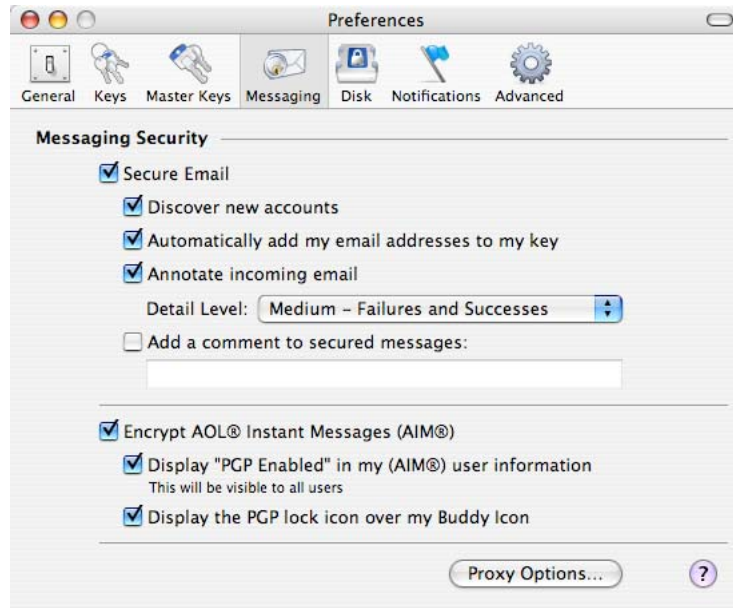 Preferences
General Keys Master Keys Messaging Disk Notifications Advanced
Messaging Security
Secure Email
Discover new accounts
Automatically add my email addresses to my key
Annotate incoming email
Detail Level: Medium – Failures and Successes
Add a comment to secured messages:
Encrypt AOL® Instant Messages (AIM®)
Display "PGP Enabled" in my (AIM®) user information
This will be visible to all users
Display the PGP lock icon over my Buddy Icon
Proxy Options... ?